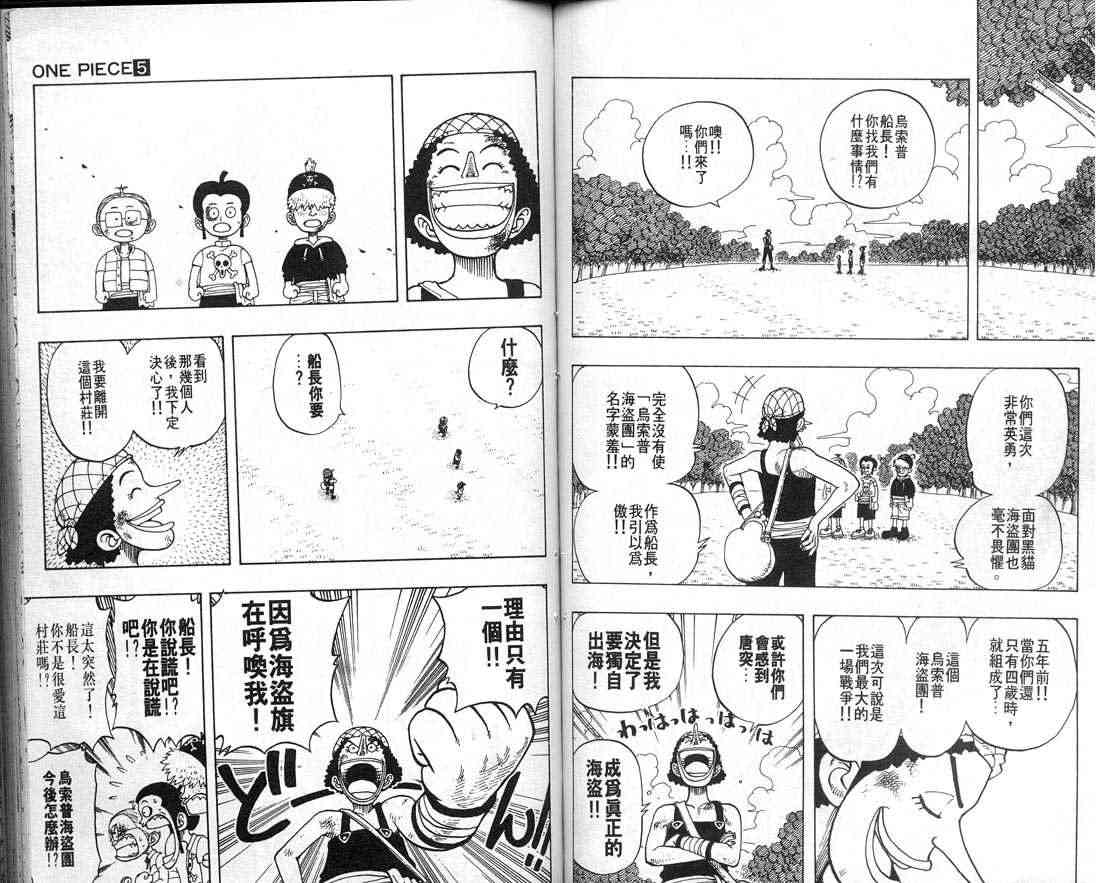 烏索普
船長！
你找我們有
什麼事情!?
噢!!
你們來了
嗎…!!
你們這次
非常英勇，
面對黑貓
海盜團也
毫不畏懼。
完全沒有使
「烏索普
海盜團」的
名字蒙羞!!
作為船長，
我引以為
傲!!
五年前!!
當你們還
只有四歲時，
就組成了…
這個
烏索普
海盜團！
這次可說是
我們最大的
一場戰爭!!
或許你們
會感到
唐突…
但是我
決定了
要獨自
出海！
わっはっはっはっは
成為真正的
海盜!!
ONE PIECE 5
什麼？
船長你要
…？
看到
那幾個人
後，我下定
決心了!!
我要離開
這個村莊!!
理由只有
一個!!
因為海盜旗
在呼喚我！
どーん!!
船長！
你說謊吧!?
你是在說謊
吧!?
這太突然了！
船長！
你不是很愛這
村莊嗎!?
烏索普海盜團
今後怎麼辦!?